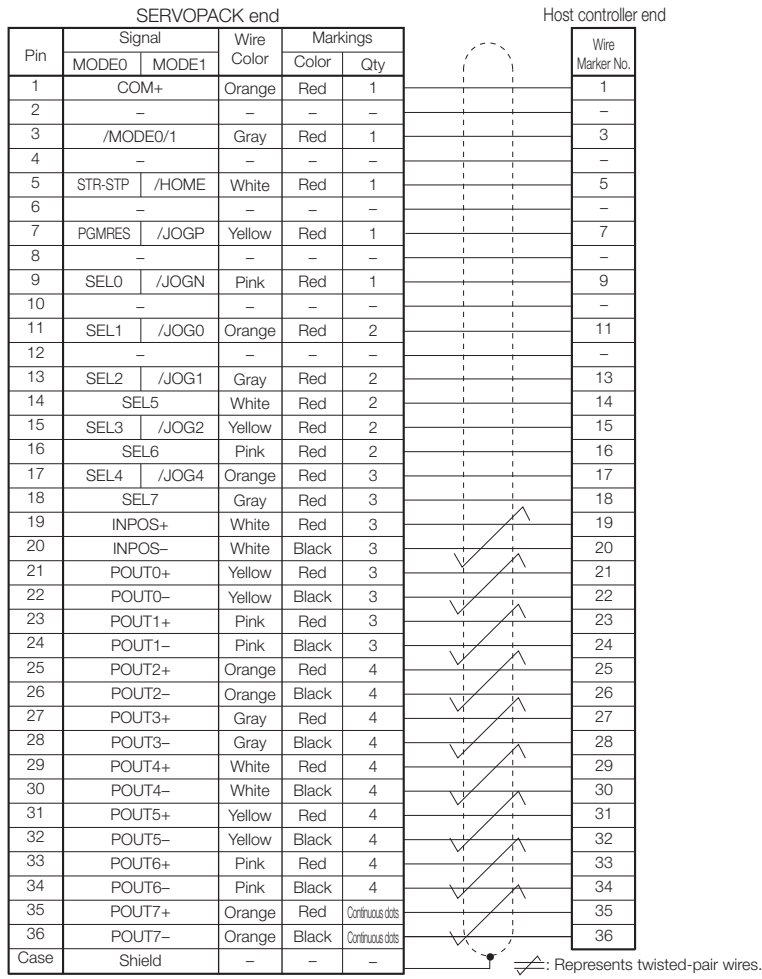 SERVOPACK end Host controller end
Pin Signal Wire Color Markings Wire Marker No.
MODE0 MODE1 Color Qty
1 COM+ Orange Red 1 1
2 – – – – –
3 /MODE0/1 Gray Red 1 3
4 – – – – –
5 STR-STP /HOME White Red 1 5
6 – – – – –
7 PGMRES /JOGP Yellow Red 1 7
8 – – – – –
9 SEL0 /JOGN Pink Red 1 9
10 – – – – –
11 SEL1 /JOG0 Orange Red 2 11
12 – – – – –
13 SEL2 /JOG1 Gray Red 2 13
14 SEL5 White Red 2 14
15 SEL3 /JOG2 Yellow Red 2 15
16 SEL6 Pink Red 2 16
17 SEL4 /JOG4 Orange Red 3 17
18 SEL7 Gray Red 3 18
19 INPOS+ White Red 3 19
20 INPOS– White Black 3 20
21 POUT0+ Yellow Red 3 21
22 POUT0– Yellow Black 3 22
23 POUT1+ Pink Red 3 23
24 POUT1– Pink Black 3 24
25 POUT2+ Orange Red 4 25
26 POUT2– Orange Black 4 26
27 POUT3+ Gray Red 4 27
28 POUT3– Gray Black 4 28
29 POUT4+ White Red 4 29
30 POUT4– White Black 4 30
31 POUT5+ Yellow Red 4 31
32 POUT5– Yellow Black 4 32
33 POUT6+ Pink Red 4 33
34 POUT6– Pink Black 4 34
35 POUT7+ Orange Red Continuous dots 35
36 POUT7– Orange Black Continuous dots 36
Case Shield – – –
: Represents twisted-pair wires.